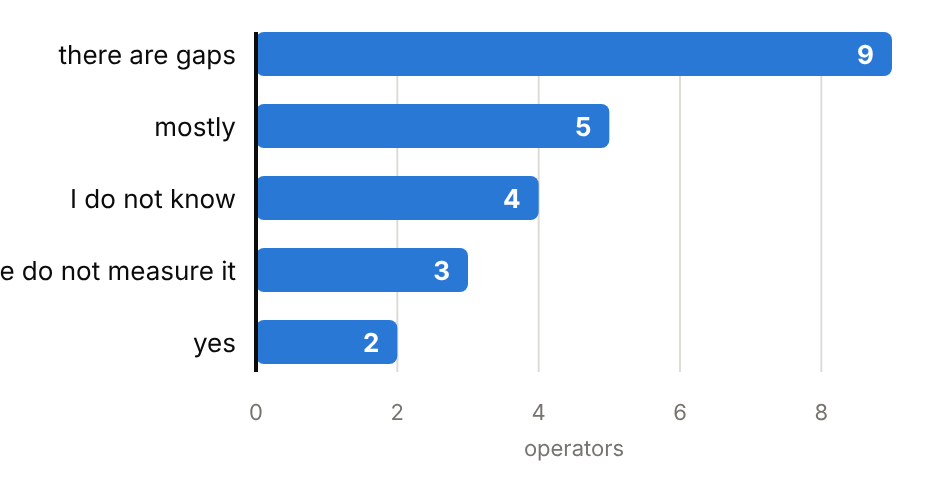 there are gaps 9
mostly 5
I do not know 4
e do not measure it 3
yes 2
0 2 4 6 8
operators